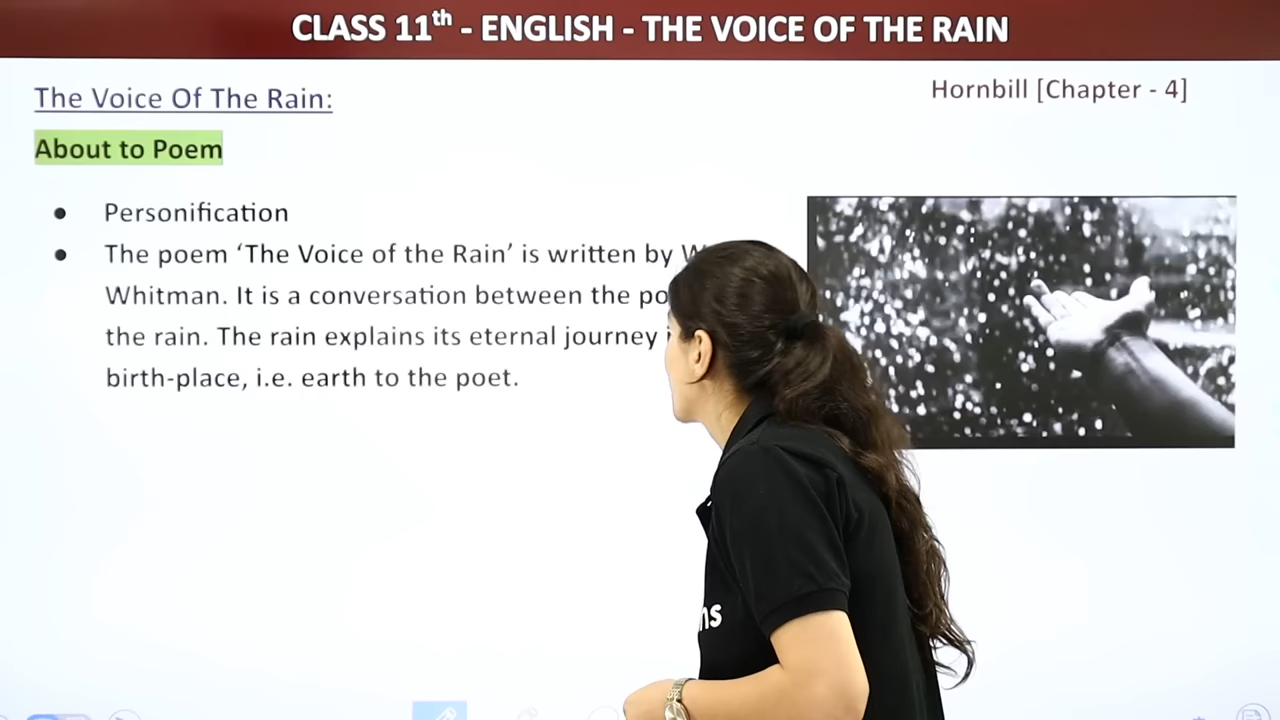 CLASS 11th - ENGLISH - THE VOICE OF THE RAIN
The Voice Of The Rain:
Hornbill [Chapter - 4]
About to Poem
● Personification
● The poem ‘The Voice of the Rain’ is written by
Whitman. It is a conversation between the
the rain. The rain explains its eternal journey
birth-place, i.e. earth to the poet.